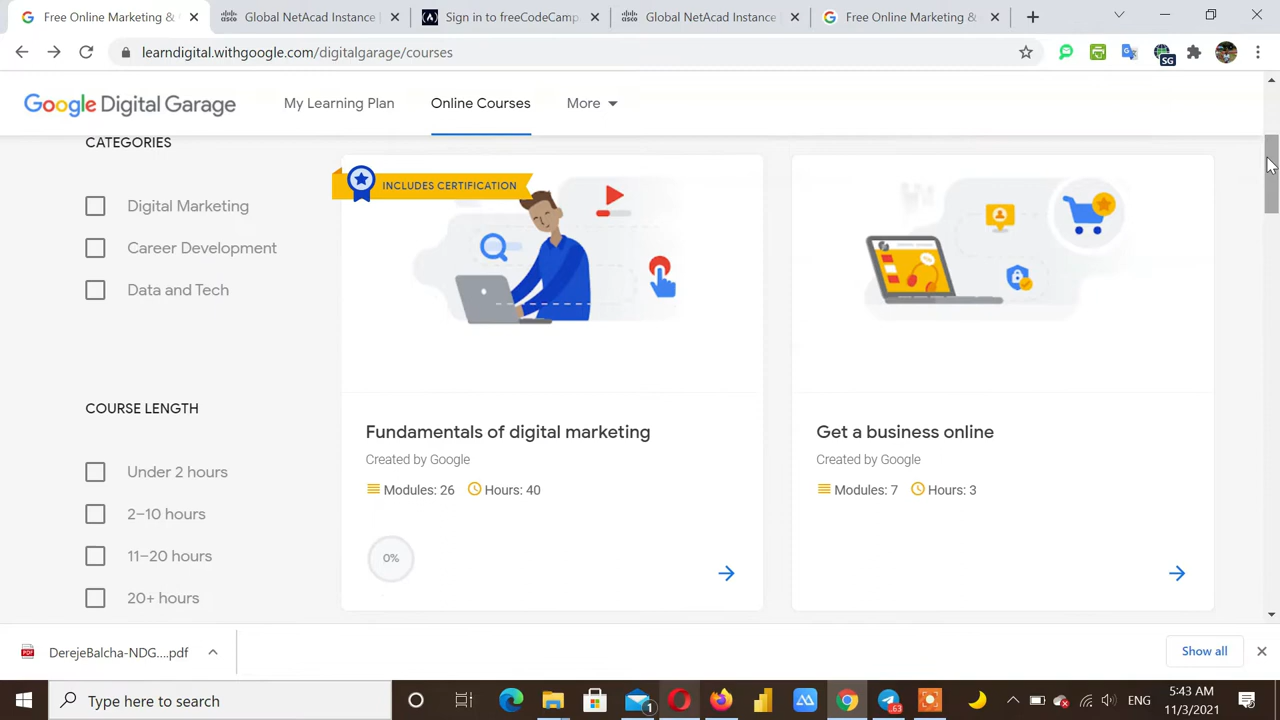 Free Online Marketing &
Global NetAcad Instance
Sign in to freeCodeCamp
Global NetAcad Instance
Free Online Marketing &
learndigital.withgoogle.com/digitalgarage/courses
SG
Google Digital Garage
My Learning Plan
Online Courses
More
CATEGORIES
Digital Marketing
Career Development
Data and Tech
COURSE LENGTH
Under 2 hours
2–10 hours
11–20 hours
20+ hours
INCLUDES CERTIFICATION
Fundamentals of digital marketing
Created by Google
Modules: 26
Hours: 40
0%
Get a business online
Created by Google
Modules: 7
Hours: 3
PDF
DerejeBalcha-NDG....pdf
Show all
Type here to search
1
63
ENG
5:43 AM
11/3/2021